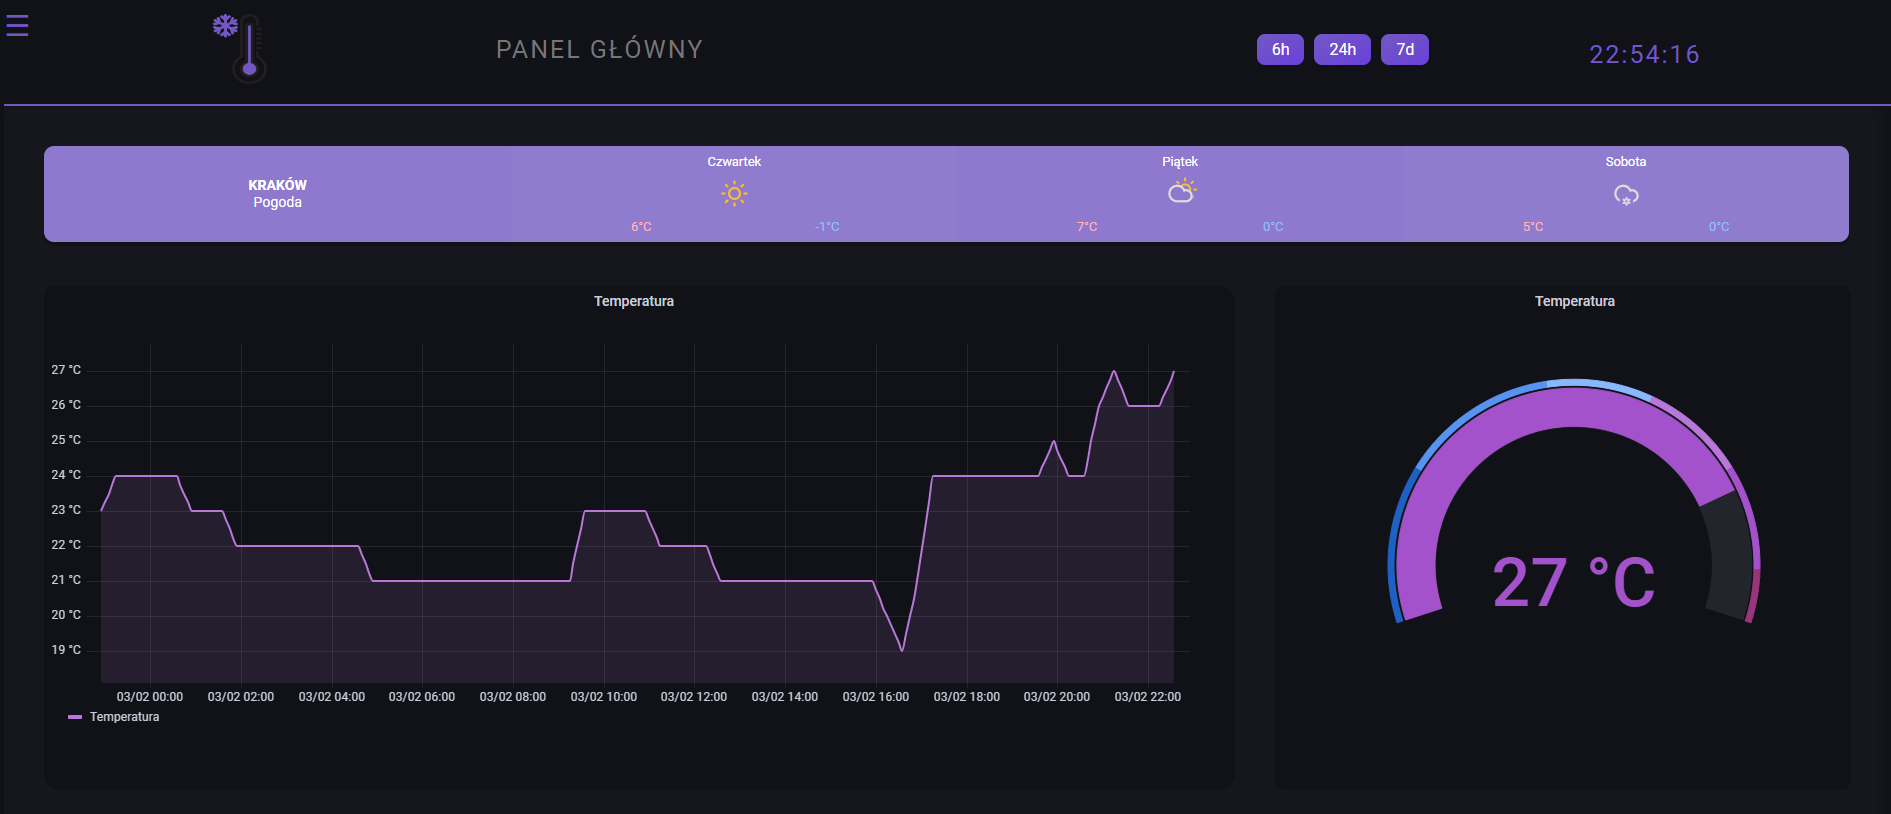 PANEL GŁÓWNY
6h 24h 7d
22:54:16
KRAKÓW
Pogoda
Czwartek
6°C -1°C
Piątek
7°C 0°C
Sobota
5°C 0°C
Temperatura
27 °C
26 °C
25 °C
24 °C
23 °C
22 °C
21 °C
20 °C
19 °C
03/02 00:00 03/02 02:00 03/02 04:00 03/02 06:00 03/02 08:00 03/02 10:00 03/02 12:00 03/02 14:00 03/02 16:00 03/02 18:00 03/02 20:00 03/02 22:00
Temperatura
Temperatura
27 °C